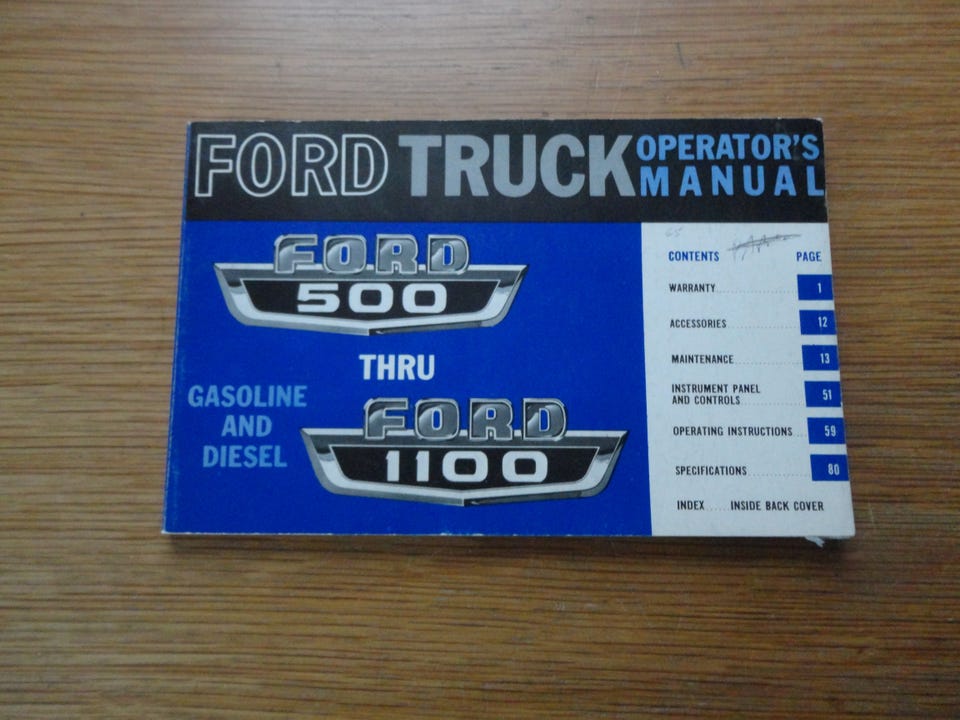 FORD TRUCK OPERATOR'S
MANUAL
FORD
500
THRU
GASOLINE
AND
DIESEL
FORD
1100
65
CONTENTS PAGE
WARRANTY 1
ACCESSORIES 12
MAINTENANCE 13
INSTRUMENT PANEL
AND CONTROLS 51
OPERATING INSTRUCTIONS 59
SPECIFICATIONS 80
INDEX INSIDE BACK COVER